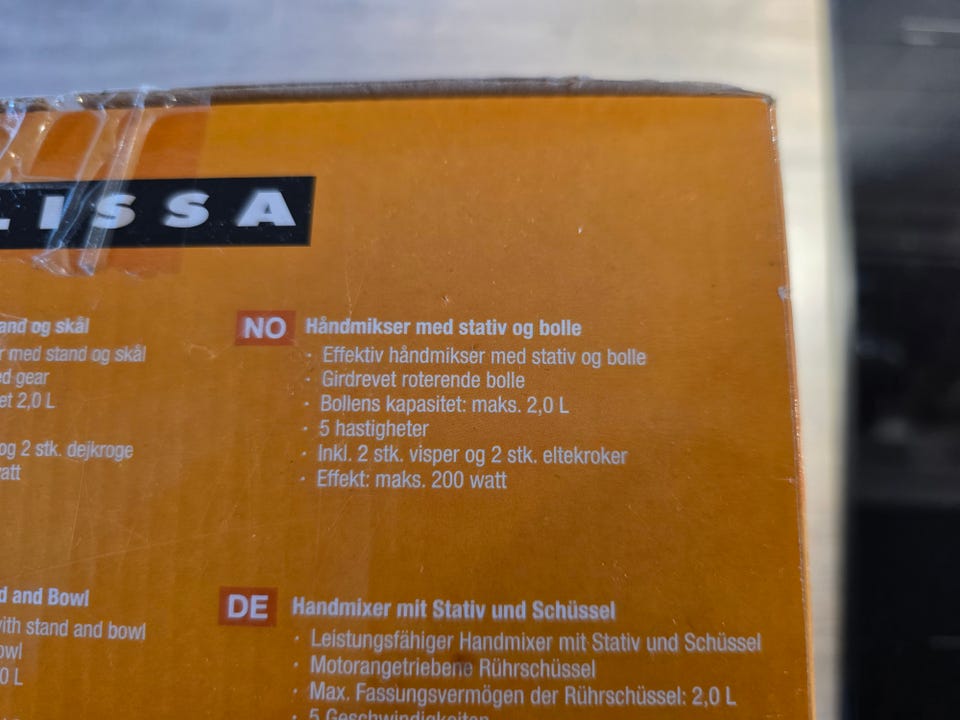 LISSA
and og skål
r med stand og skål
ed gear
et 2,0 L
og 2 stk. dejkroge
att
NO Håndmikser med stativ og bolle
· Effektiv håndmikser med stativ og bolle
· Girdrevet roterende bolle
· Bollens kapasitet: maks. 2,0 L
· 5 hastigheter
· Inkl. 2 stk. visper og 2 stk. eltekroker
· Effekt: maks. 200 watt
d and Bowl
with stand and bowl
owl
0 L
DE Handmixer mit Stativ und Schüssel
· Leistungsfähiger Handmixer mit Stativ und Schüssel
· Motorangetriebene Rührschüssel
· Max. Fassungsvermögen der Rührschüssel: 2,0 L
· 5 Geschwindigkeiten